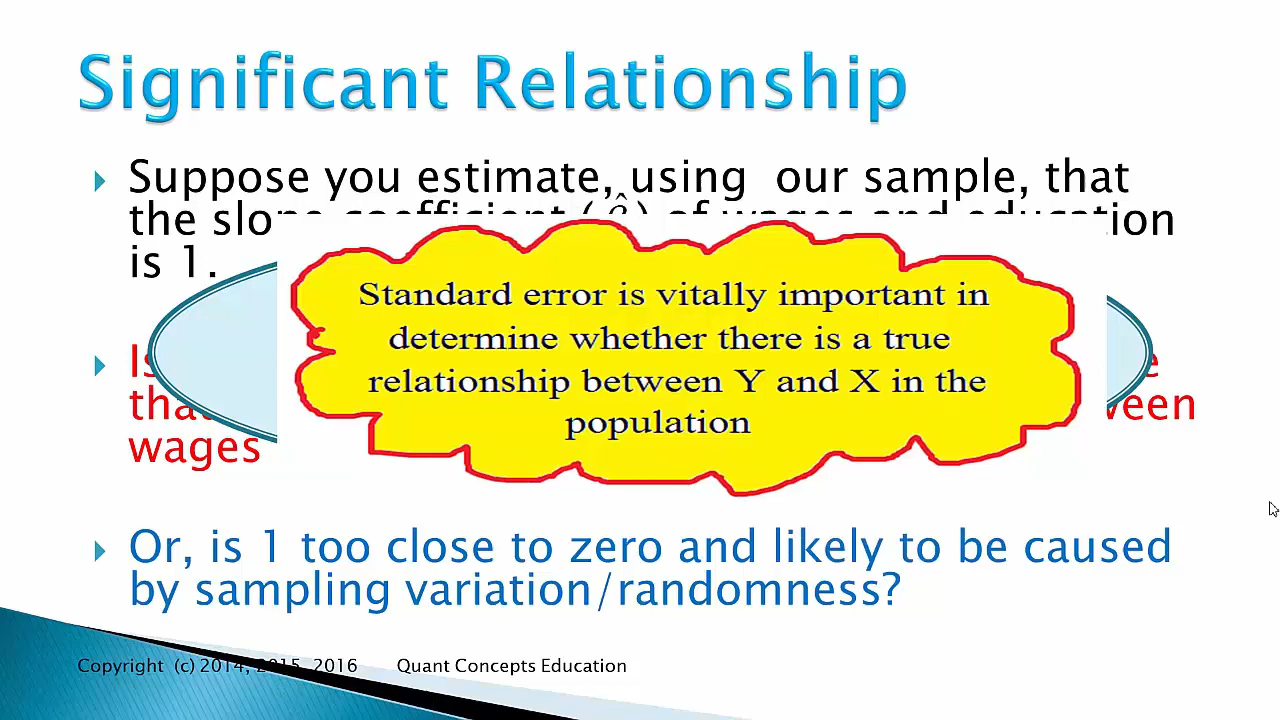 Significant Relationship
Suppose you estimate, using our sample, that
the slope coefficient (β̂) of wages and education
is 1.
Standard error is vitally important in
determine whether there is a true
relationship between Y and X in the
population
Is
wages
Or, is 1 too close to zero and likely to be caused
by sampling variation/randomness?
Copyright (c) 2014, 2015, 2016 Quant Concepts Education